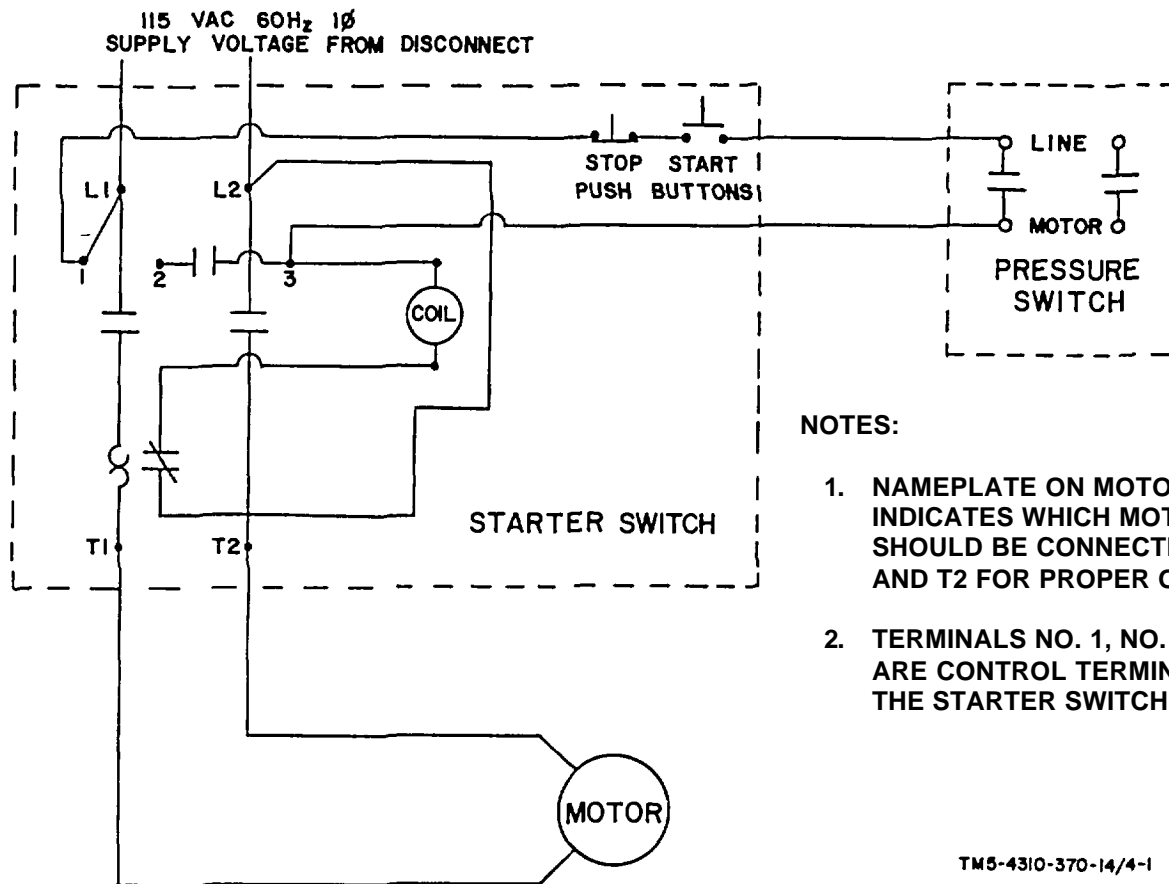 115 VAC 60Hz 1Ø
SUPPLY VOLTAGE FROM DISCONNECT
STOP START
PUSH BUTTONS
LINE
MOTOR
PRESSURE
SWITCH
L1
L2
1
2
3
COIL
STARTER SWITCH
T1
T2
MOTOR
NOTES:
1. NAMEPLATE ON MOTO
INDICATES WHICH MOT
SHOULD BE CONNECT
AND T2 FOR PROPER
2. TERMINALS NO. 1, NO.
ARE CONTROL TERMIN
THE STARTER SWITCH
TM5-4310-370-14/4-1